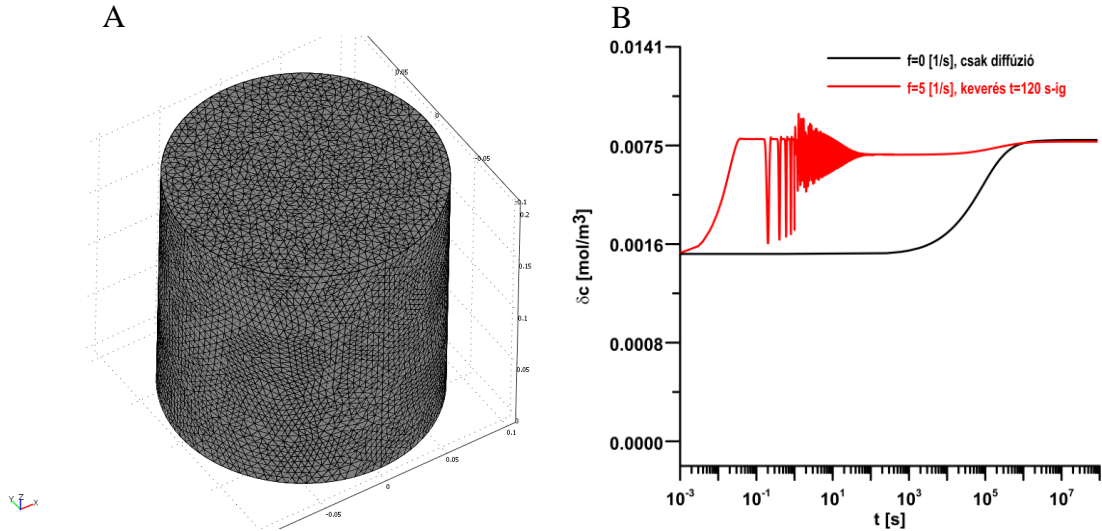 A
0.05
0
-0.05
-0.1
0.2
0.15
0.1
0.05
0
0.1
0.05
0
-0.05
Y Z X
B
0.0141
0.0075
0.0016
0.0008
0.0000
δc [mol/m³]
f=0 [1/s], csak diffúzió
f=5 [1/s], keverés t=120 s-ig
10⁻³ 10⁻¹ 10¹ 10³ 10⁵ 10⁷
t [s]